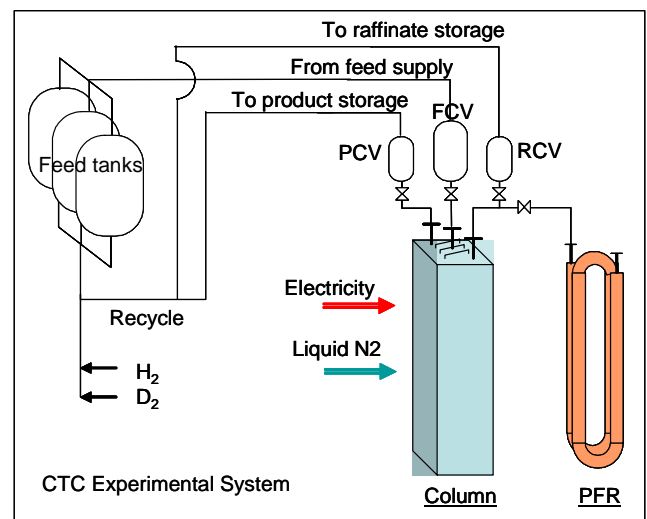 To raffinate storage
From feed supply
To product storage
FCV
PCV
RCV
Feed tanks
Electricity
Recycle
Liquid N2
H2
D2
CTC Experimental System
Column
PFR